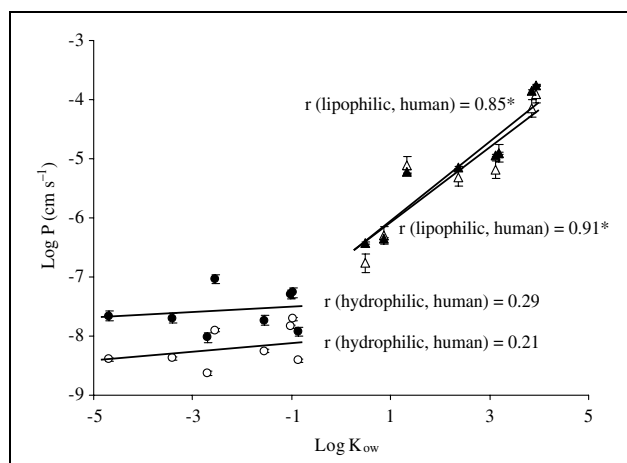 -3
-4
r (lipophilic, human) = 0.85*
-5
Log P (cm s⁻¹)
-6
r (lipophilic, human) = 0.91*
-7
r (hydrophilic, human) = 0.29
-8
r (hydrophilic, human) = 0.21
-9
-5 -3 -1 1 3 5
Log Kow